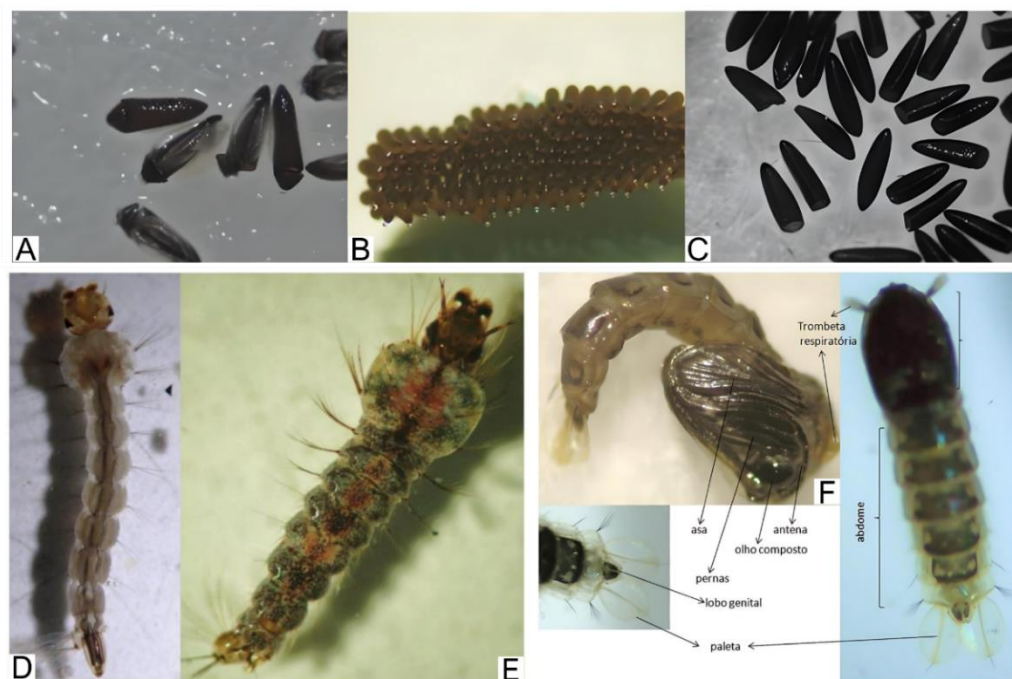 A
B
C
D
E
F
Trombeta
respiratória
asa
antena
olho composto
pernas
lobo genital
paleta
abdome